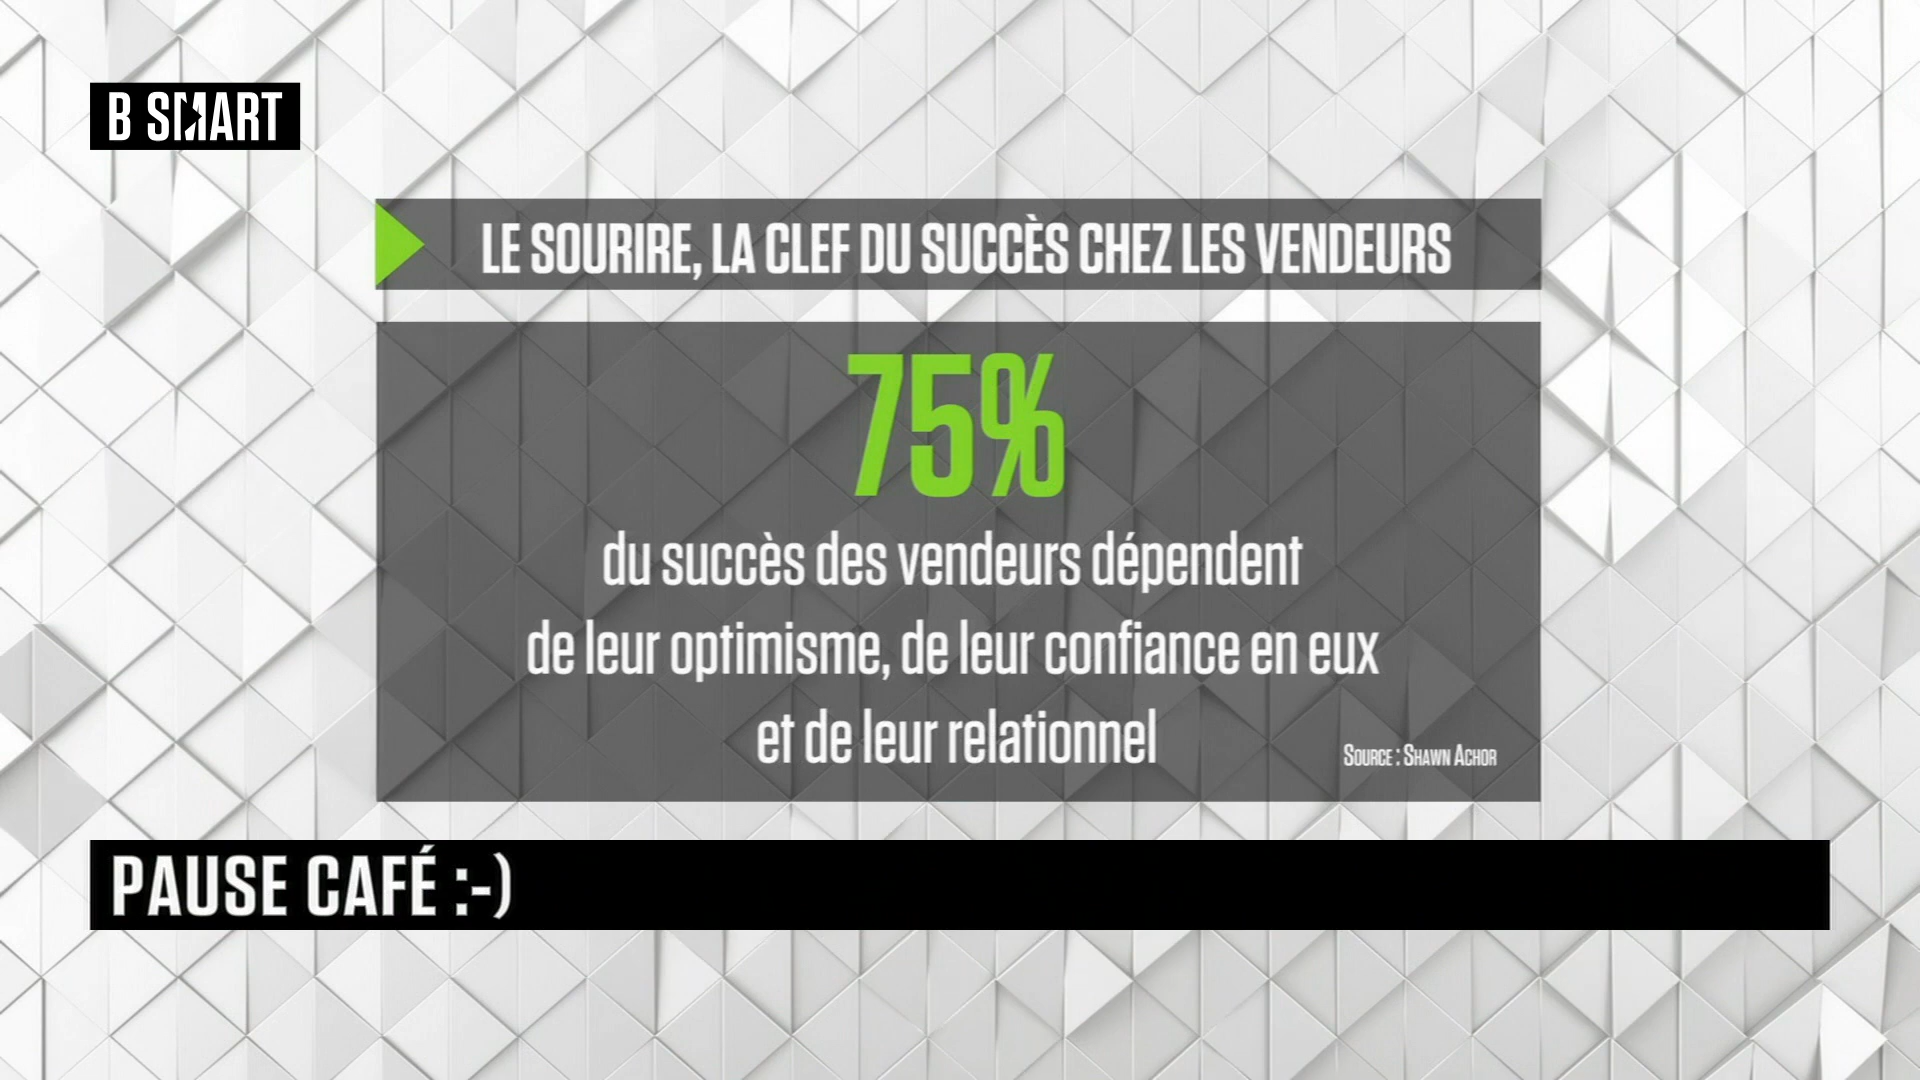 B SMART
LE SOURIRE, LA CLEF DU SUCCÈS CHEZ LES VENDEURS
75%
du succès des vendeurs dépendent
de leur optimisme, de leur confiance en eux
et de leur relationnel
SOURCE : SHAWN ACHOR
PAUSE CAFÉ :-)